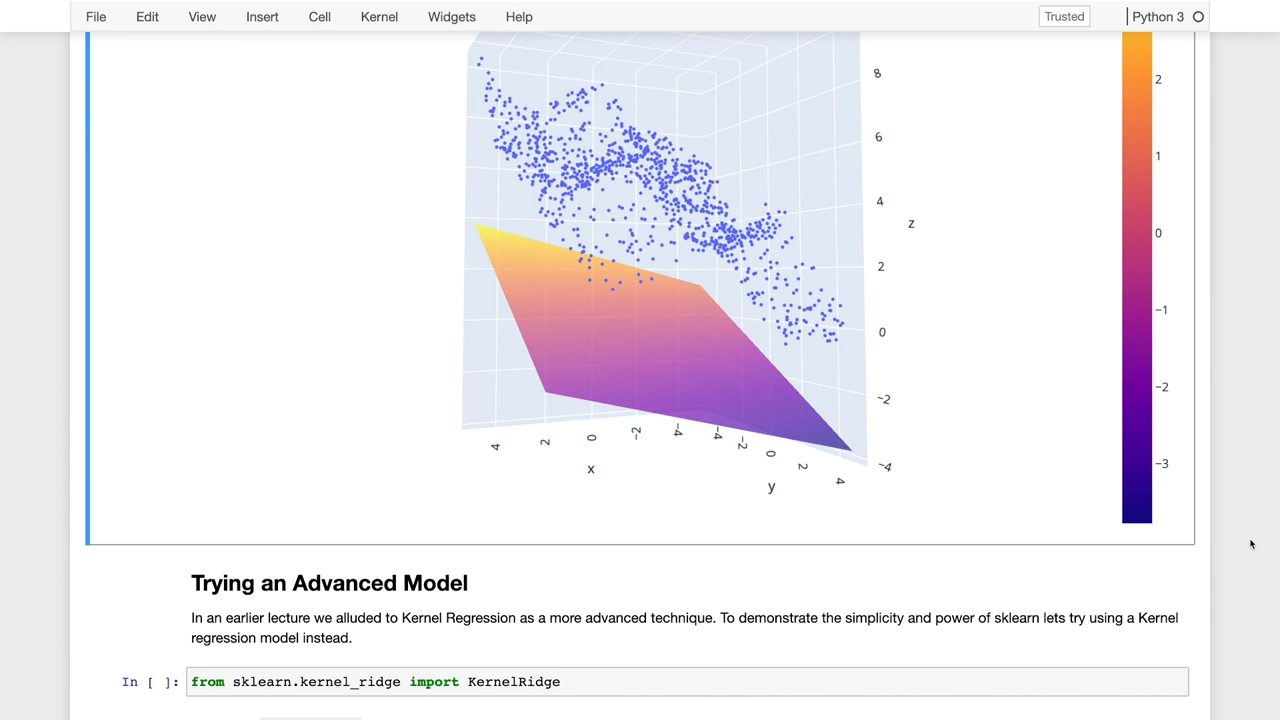 File Edit View Insert Cell Kernel Widgets Help Trusted Python 3
8
6
4
2
0
−2
−4
z
4 2 0 −2 −4
x
−4 −2 0 2 4
y
2
1
0
−1
−2
−3
Trying an Advanced Model
In an earlier lecture we alluded to Kernel Regression as a more advanced technique. To demonstrate the simplicity and power of sklearn lets try using a Kernel
regression model instead.
In [ ]: from sklearn.kernel_ridge import KernelRidge